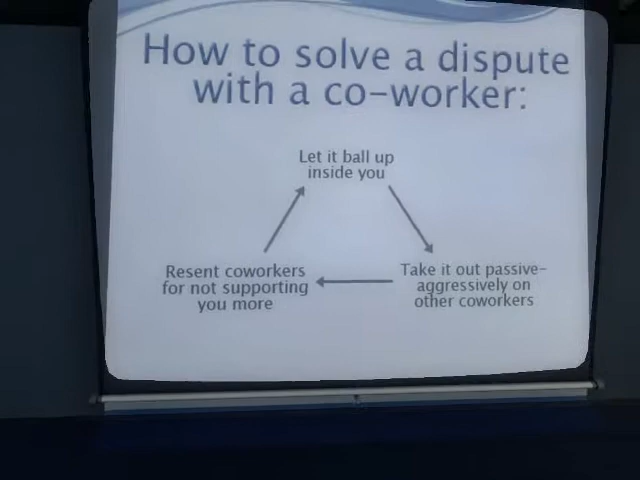 How to solve a dispute
with a co-worker:
Let it ball up
inside you
Resent coworkers
for not supporting
you more
Take it out passive-
aggressively on
other coworkers